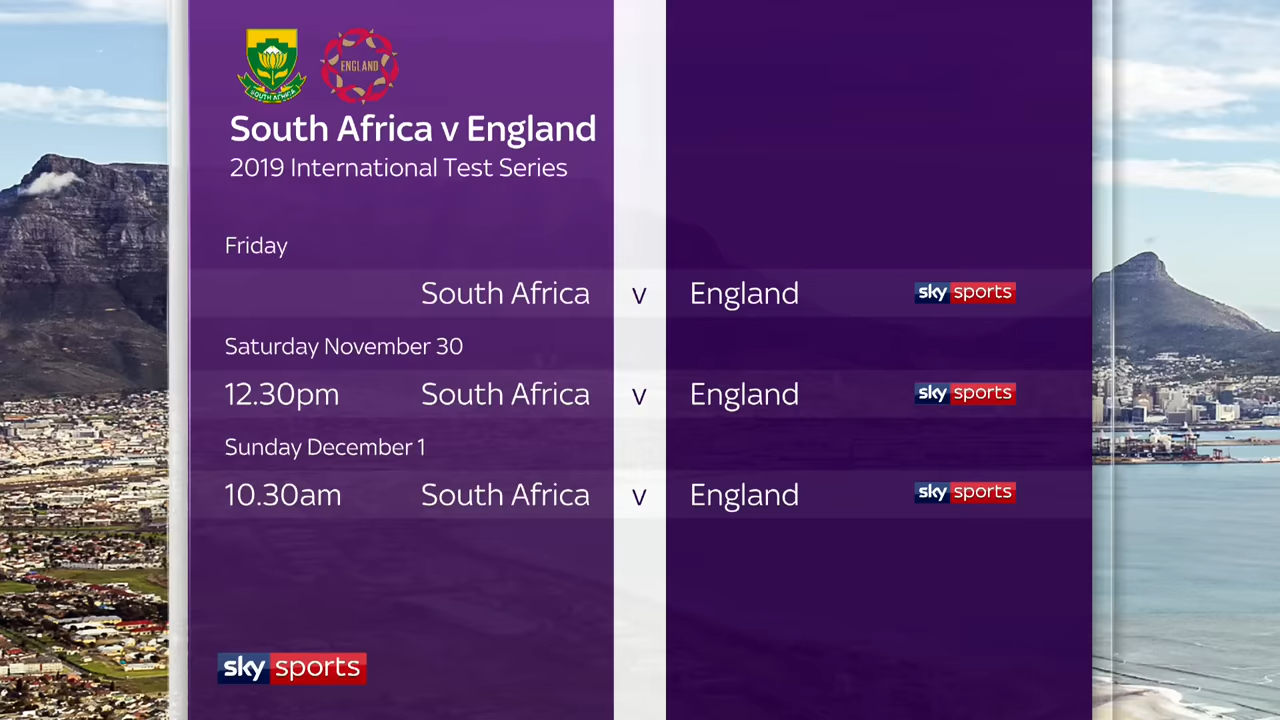 SOUTH AFRICA
ENGLAND
South Africa v England
2019 International Test Series
Friday
South Africa v England sky sports
Saturday November 30
12.30pm South Africa v England sky sports
Sunday December 1
10.30am South Africa v England sky sports
sky sports